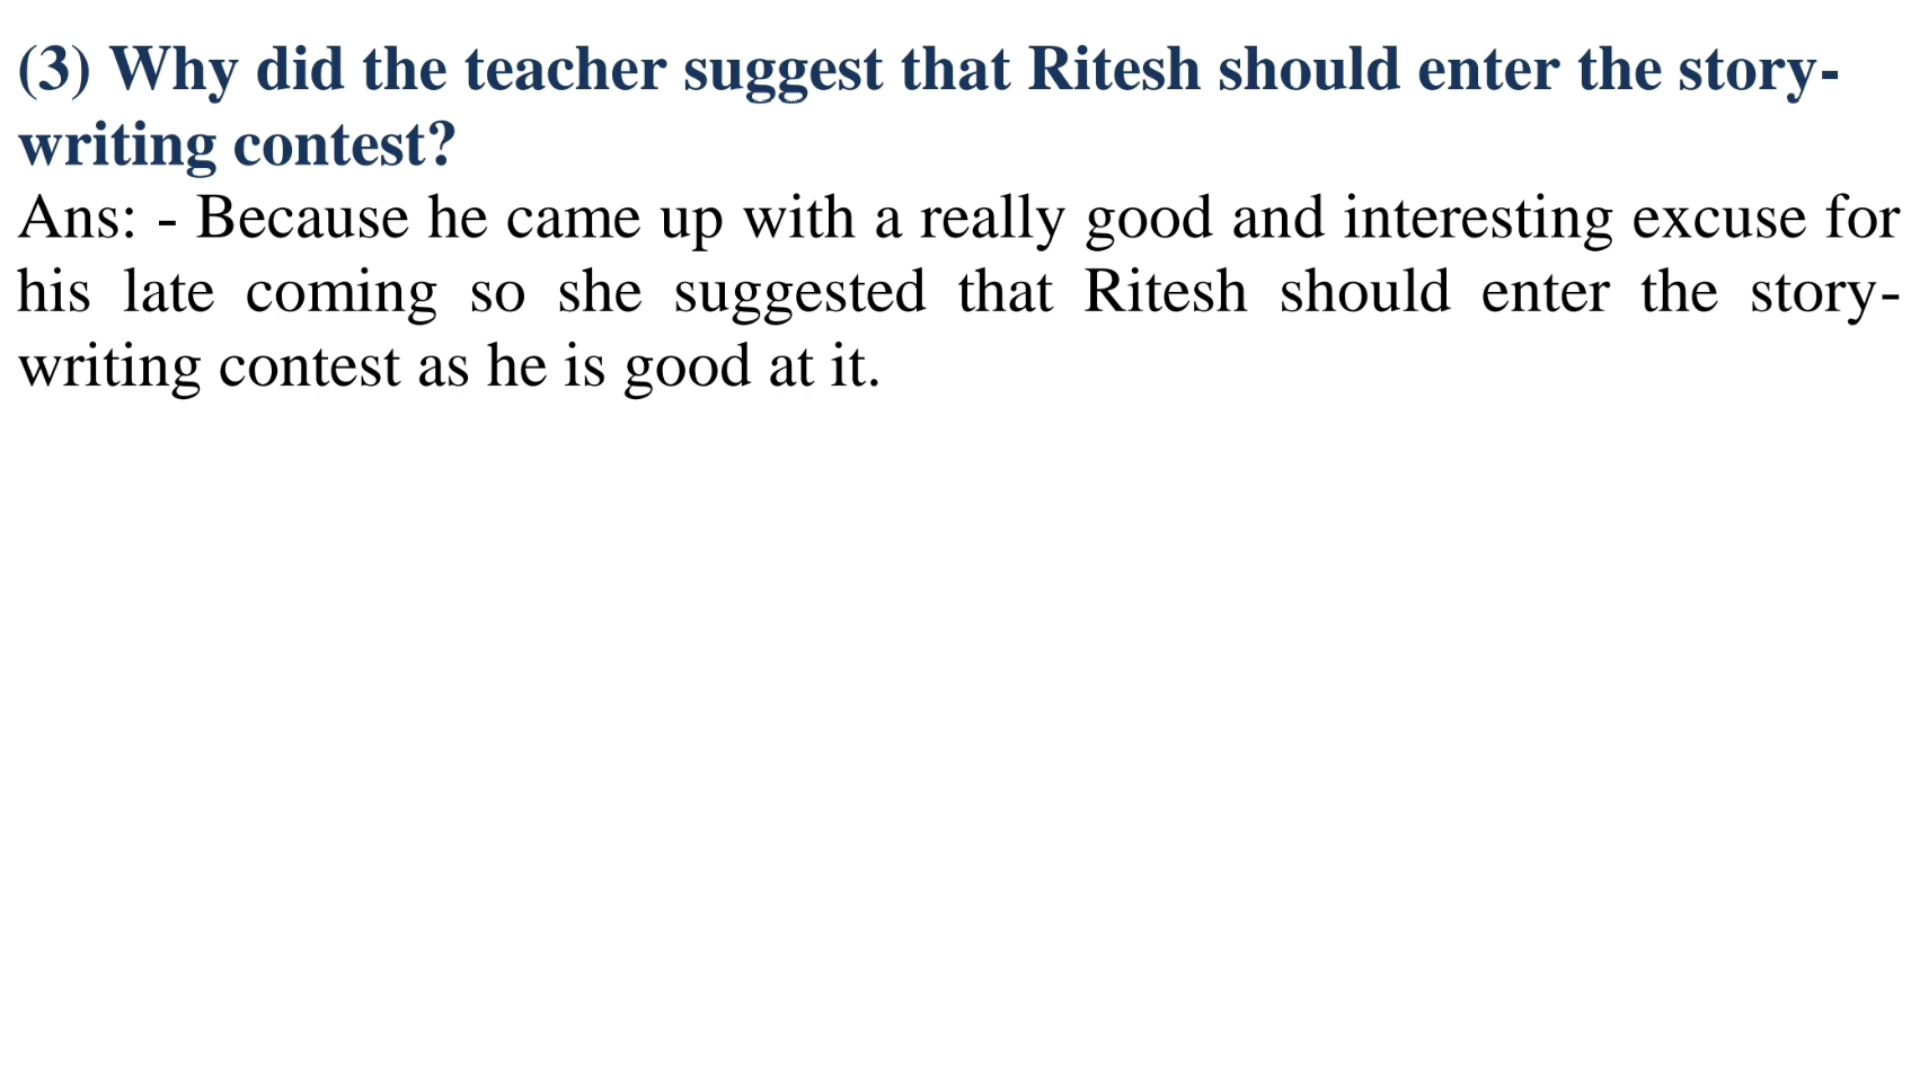 (3) Why did the teacher suggest that Ritesh should enter the story-
writing contest?
Ans: - Because he came up with a really good and interesting excuse for
his late coming so she suggested that Ritesh should enter the story-
writing contest as he is good at it.